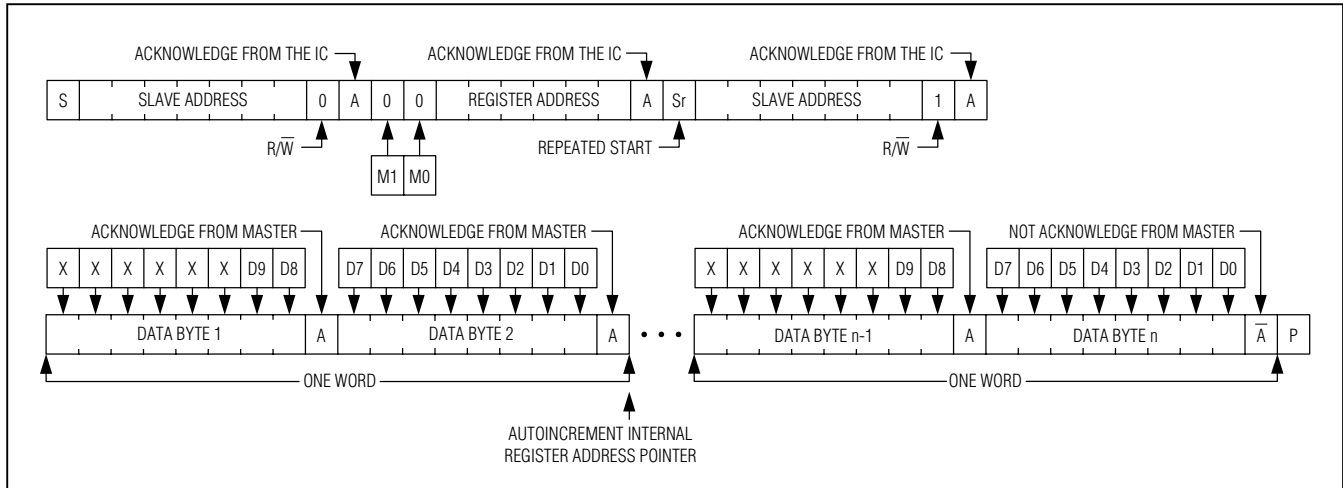 ACKNOWLEDGE FROM THE IC ACKNOWLEDGE FROM THE IC ACKNOWLEDGE FROM THE IC
S SLAVE ADDRESS 0 A 0 0 REGISTER ADDRESS A Sr SLAVE ADDRESS 1 A
R/W̅ REPEATED START R/W̅
M1 M0
ACKNOWLEDGE FROM MASTER ACKNOWLEDGE FROM MASTER ACKNOWLEDGE FROM MASTER NOT ACKNOWLEDGE FROM MASTER
X X X X X X D9 D8 D7 D6 D5 D4 D3 D2 D1 D0 X X X X X X D9 D8 D7 D6 D5 D4 D3 D2 D1 D0
DATA BYTE 1 A DATA BYTE 2 A • • • DATA BYTE n-1 A DATA BYTE n A̅ P
ONE WORD ONE WORD
AUTOINCREMENT INTERNAL
REGISTER ADDRESS POINTER